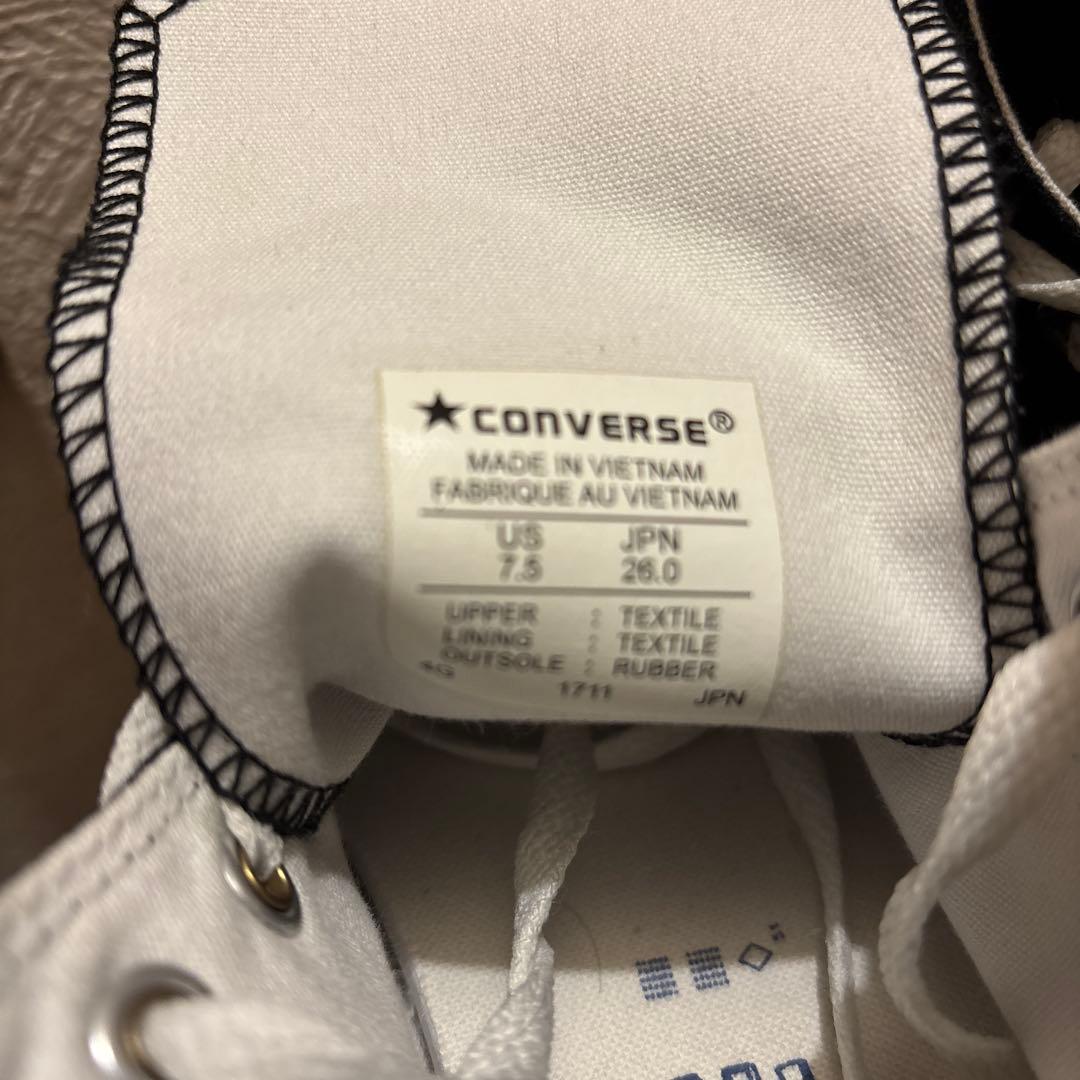 ★CONVERSE®
MADE IN VIETNAM
FABRIQUE AU VIETNAM
US JPN
7.5 26.0
UPPER : TEXTILE
LINING : TEXTILE
OUTSOLE : RUBBER
1711 JPN